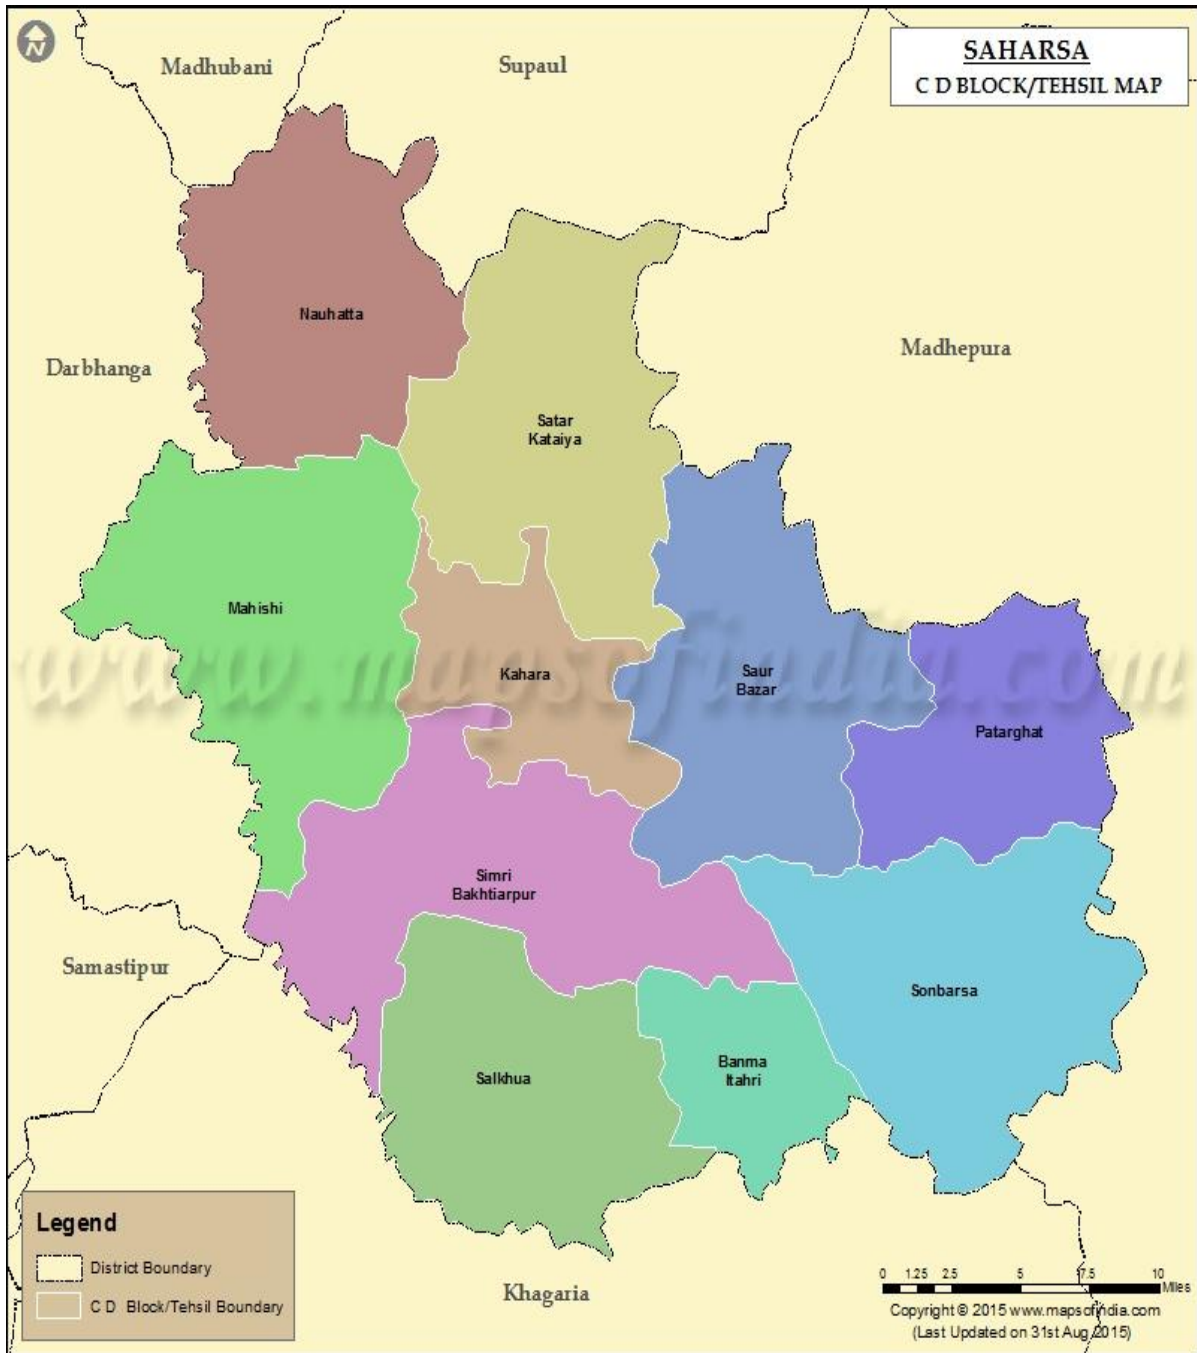 N
SAHARSA
C D BLOCK/TEHSIL MAP
Madhubani
Supaul
Nauhatta
Madhepura
Darbhanga
Satar
Kataiya
Mahishi
www.mapsofindia.com
Kahara
Saur
Bazar
Patarghat
Simri
Bakhtiarpur
Samastipur
Sonbarsa
Salkhua
Banma
Itahri
Khagaria
Legend
District Boundary
C D Block/Tehsil Boundary
0 1.25 2.5 5 7.5 10
Miles
Copyright © 2015 www.mapsofindia.com
(Last Updated on 31st Aug 2015)